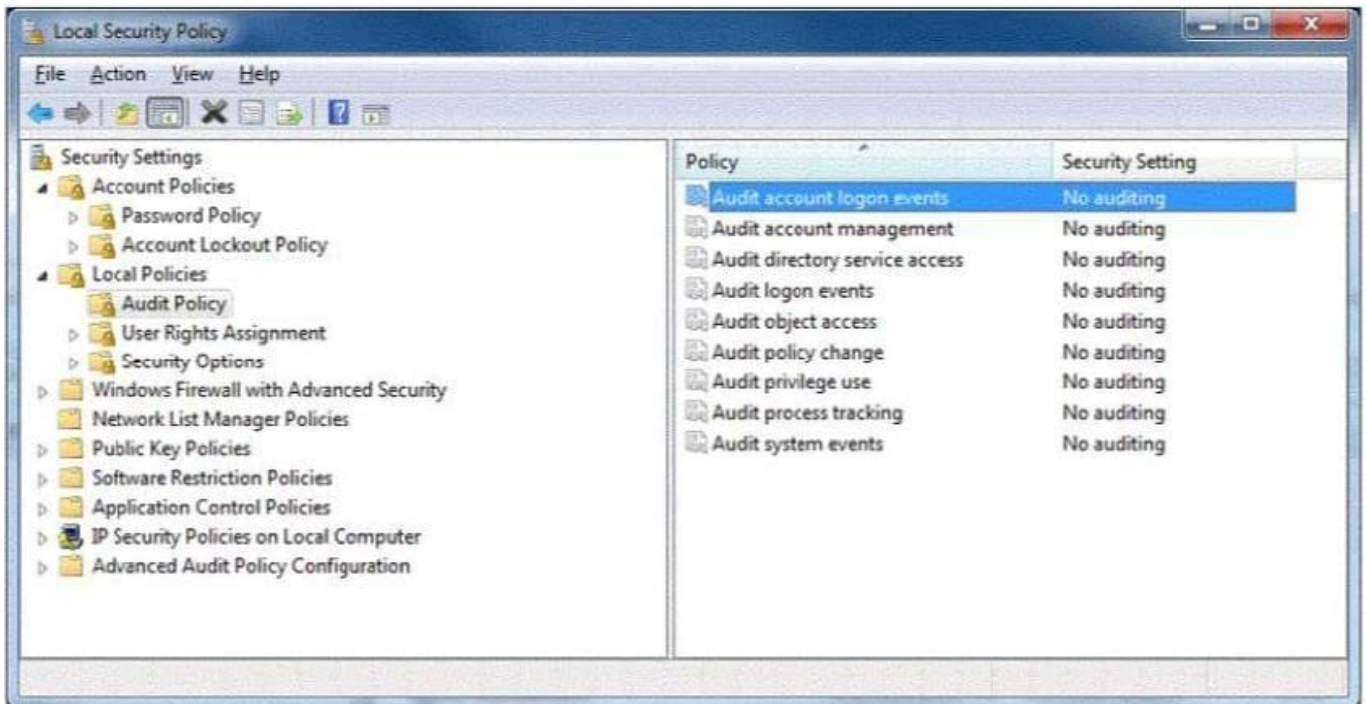 Local Security Policy
File Action View Help
Security Settings
Account Policies
Password Policy
Account Lockout Policy
Local Policies
Audit Policy
User Rights Assignment
Security Options
Windows Firewall with Advanced Security
Network List Manager Policies
Public Key Policies
Software Restriction Policies
Application Control Policies
IP Security Policies on Local Computer
Advanced Audit Policy Configuration
Policy Security Setting
Audit account logon events No auditing
Audit account management No auditing
Audit directory service access No auditing
Audit logon events No auditing
Audit object access No auditing
Audit policy change No auditing
Audit privilege use No auditing
Audit process tracking No auditing
Audit system events No auditing